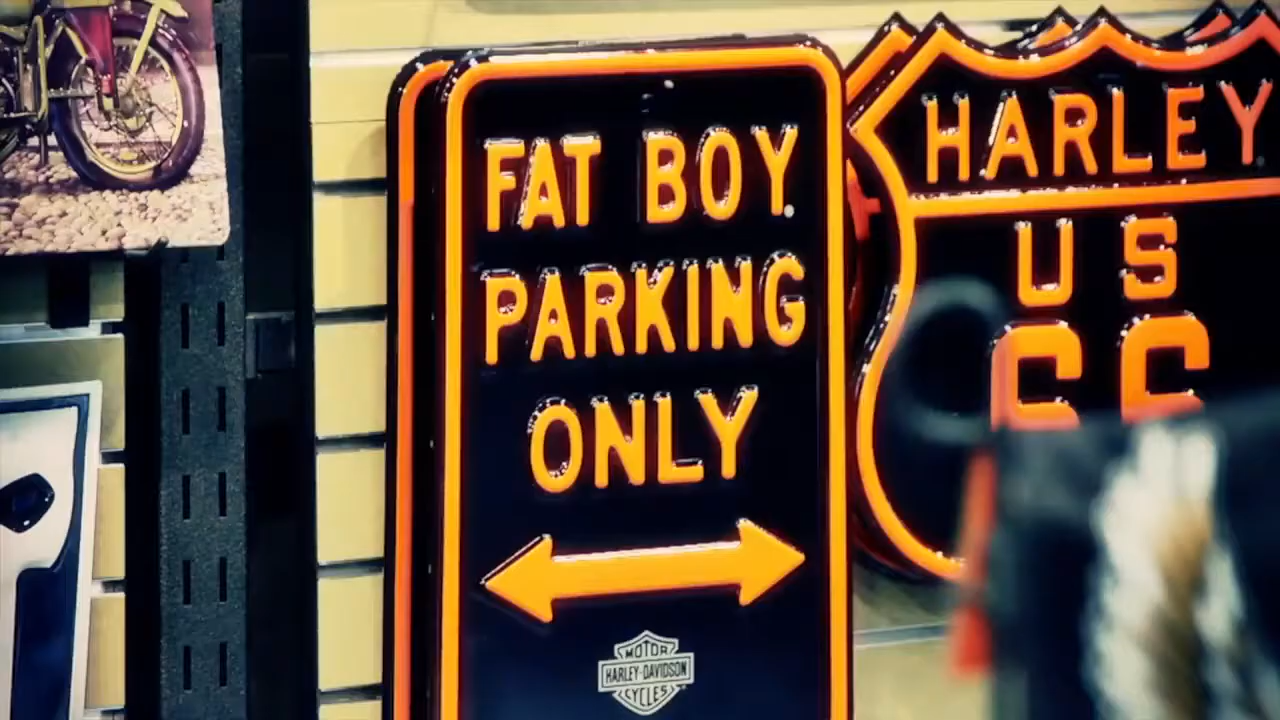 FAT BOY
PARKING
ONLY
MOTOR
HARLEY-DAVIDSON
CYCLES
HARLEY
US